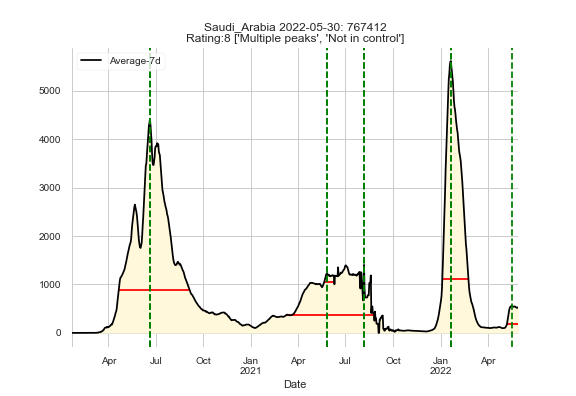 Saudi_Arabia 2022-05-30: 767412
Rating:8 ['Multiple peaks', 'Not in control']
Average-7d
5000
4000
3000
2000
1000
0
Apr Jul Oct Jan Apr Jul Oct Jan Apr
2021 2022
Date